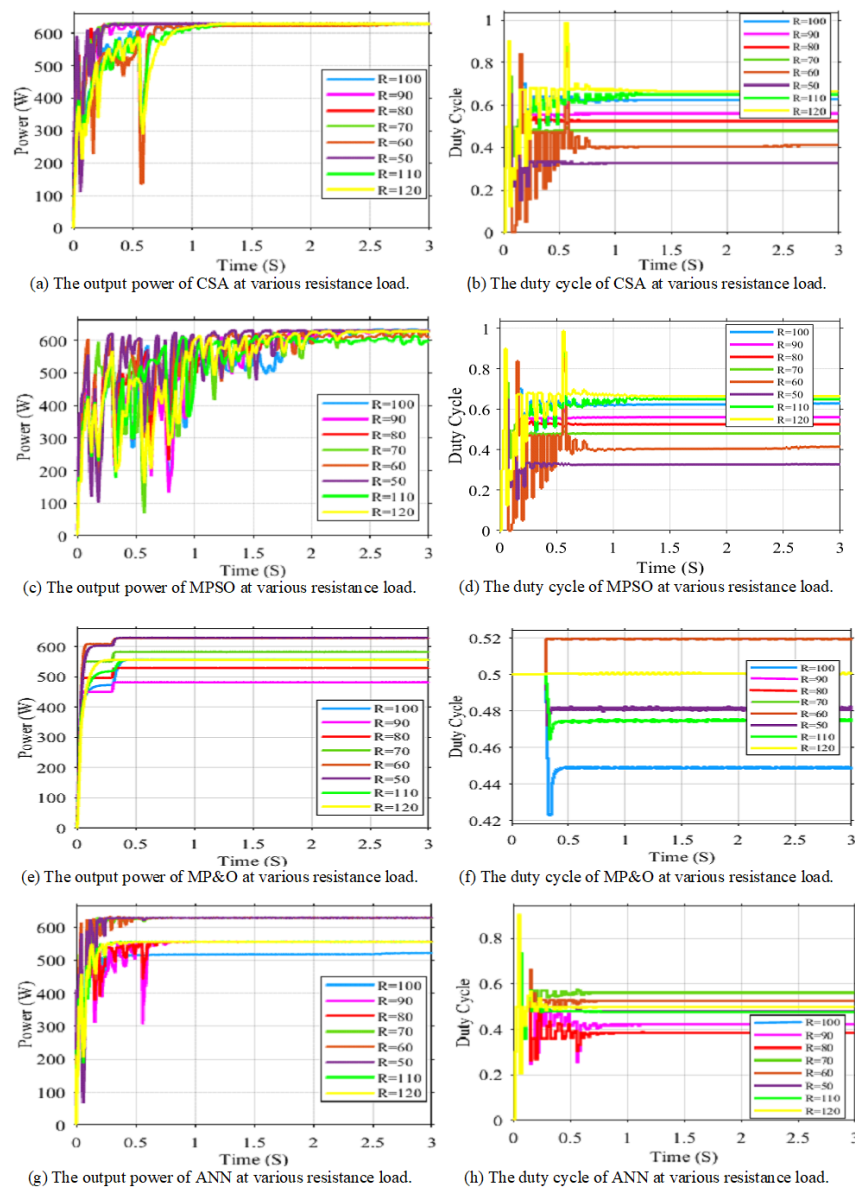 600
500
400
300
200
100
0
Power (W)
R=100
R=90
R=80
R=70
R=60
R=50
R=110
R=120
0 0.5 1 1.5 2 2.5 3
Time (S)
(a) The output power of CSA at various resistance load.
1
0.8
0.6
0.4
0.2
0
Duty Cycle
R=100
R=90
R=80
R=70
R=60
R=50
R=110
R=120
0 0.5 1 1.5 2 2.5 3
Time (S)
(b) The duty cycle of CSA at various resistance load.
600
500
400
300
200
100
0
Power (W)
R=100
R=90
R=80
R=70
R=60
R=50
R=110
R=120
0 0.5 1 1.5 2 2.5 3
Time (S)
(c) The output power of MPSO at various resistance load.
1
0.8
0.6
0.4
0.2
0
Duty Cycle
R=100
R=90
R=80
R=70
R=60
R=50
R=110
R=120
0 0.5 1 1.5 2 2.5 3
Time (S)
(d) The duty cycle of MPSO at various resistance load.
600
500
400
300
200
100
0
Power (W)
R=100
R=90
R=80
R=70
R=60
R=50
R=110
R=120
0 0.5 1 1.5 2 2.5 3
Time (S)
(e) The output power of MP&O at various resistance load.
0.52
0.5
0.48
0.46
0.44
0.42
Duty Cycle
R=100
R=90
R=80
R=70
R=60
R=50
R=110
R=120
0 0.5 1 1.5 2 2.5 3
Time (S)
(f) The duty cycle of MP&O at various resistance load.
600
500
400
300
200
100
0
Power (W)
R=100
R=90
R=80
R=70
R=60
R=50
R=110
R=120
0 0.5 1 1.5 2 2.5 3
Time (S)
(g) The output power of ANN at various resistance load.
0.8
0.6
0.4
0.2
0
Duty Cycle
R=100
R=90
R=80
R=70
R=60
R=50
R=110
R=120
0 0.5 1 1.5 2 2.5 3
Time (S)
(h) The duty cycle of ANN at various resistance load.